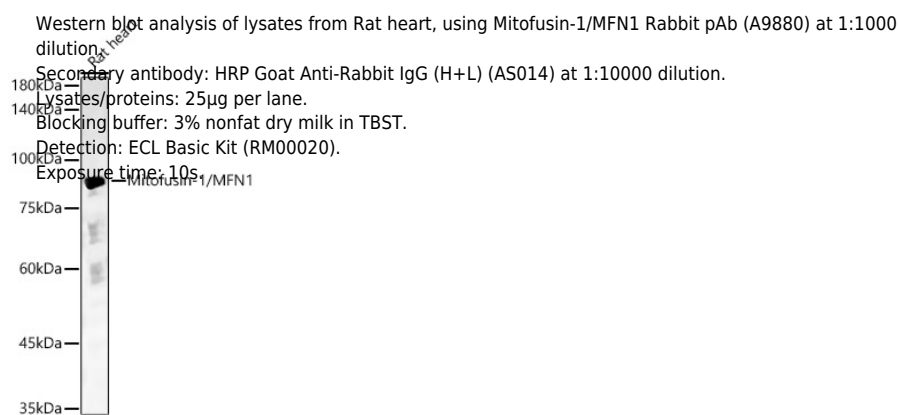 Western blot analysis of lysates from Rat heart, using Mitofusin-1/MFN1 Rabbit pAb (A9880) at 1:1000
dilution.
Secondary antibody: HRP Goat Anti-Rabbit IgG (H+L) (AS014) at 1:10000 dilution.
Lysates/proteins: 25μg per lane.
Blocking buffer: 3% nonfat dry milk in TBST.
Detection: ECL Basic Kit (RM00020).
Exposure time: 10s.
Rat heart
180kDa
140kDa
100kDa
Mitofusin-1/MFN1
75kDa
60kDa
45kDa
35kDa